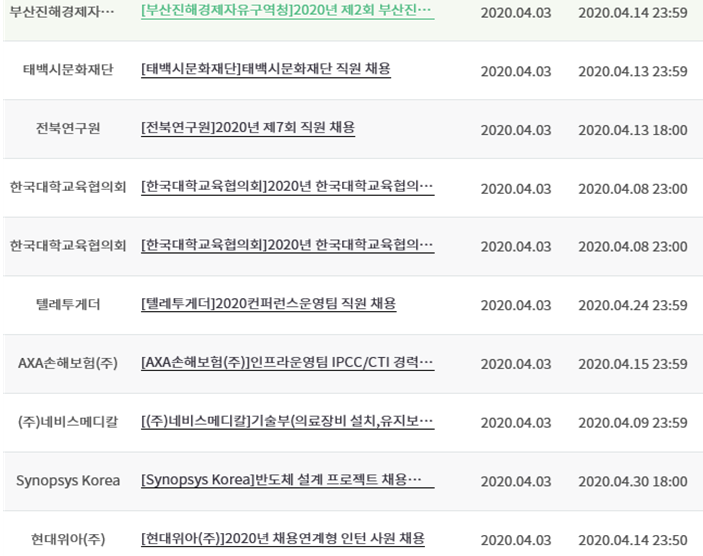 부산진해경제자… [부산진해경제자유구역청]2020년 제2회 부산진… 2020.04.03 2020.04.14 23:59
태백시문화재단 [태백시문화재단]태백시문화재단 직원 채용 2020.04.03 2020.04.13 23:59
전북연구원 [전북연구원]2020년 제7회 직원 채용 2020.04.03 2020.04.13 18:00
한국대학교육협의회 [한국대학교육협의회]2020년 한국대학교육협의… 2020.04.03 2020.04.08 23:00
한국대학교육협의회 [한국대학교육협의회]2020년 한국대학교육협의… 2020.04.03 2020.04.08 23:00
텔레투게더 [텔레투게더]2020컨퍼런스운영팀 직원 채용 2020.04.03 2020.04.24 23:59
AXA손해보험(주) [AXA손해보험(주)]인프라운영팀 IPCC/CTI 경력… 2020.04.03 2020.04.15 23:59
(주)네비스메디칼 [(주)네비스메디칼]기술부(의료장비 설치,유지보… 2020.04.03 2020.04.09 23:59
Synopsys Korea [Synopsys Korea]반도체 설계 프로젝트 채용… 2020.04.03 2020.04.30 18:00
현대위아(주) [현대위아(주)]2020년 채용연계형 인턴 사원 채용 2020.04.03 2020.04.14 23:50